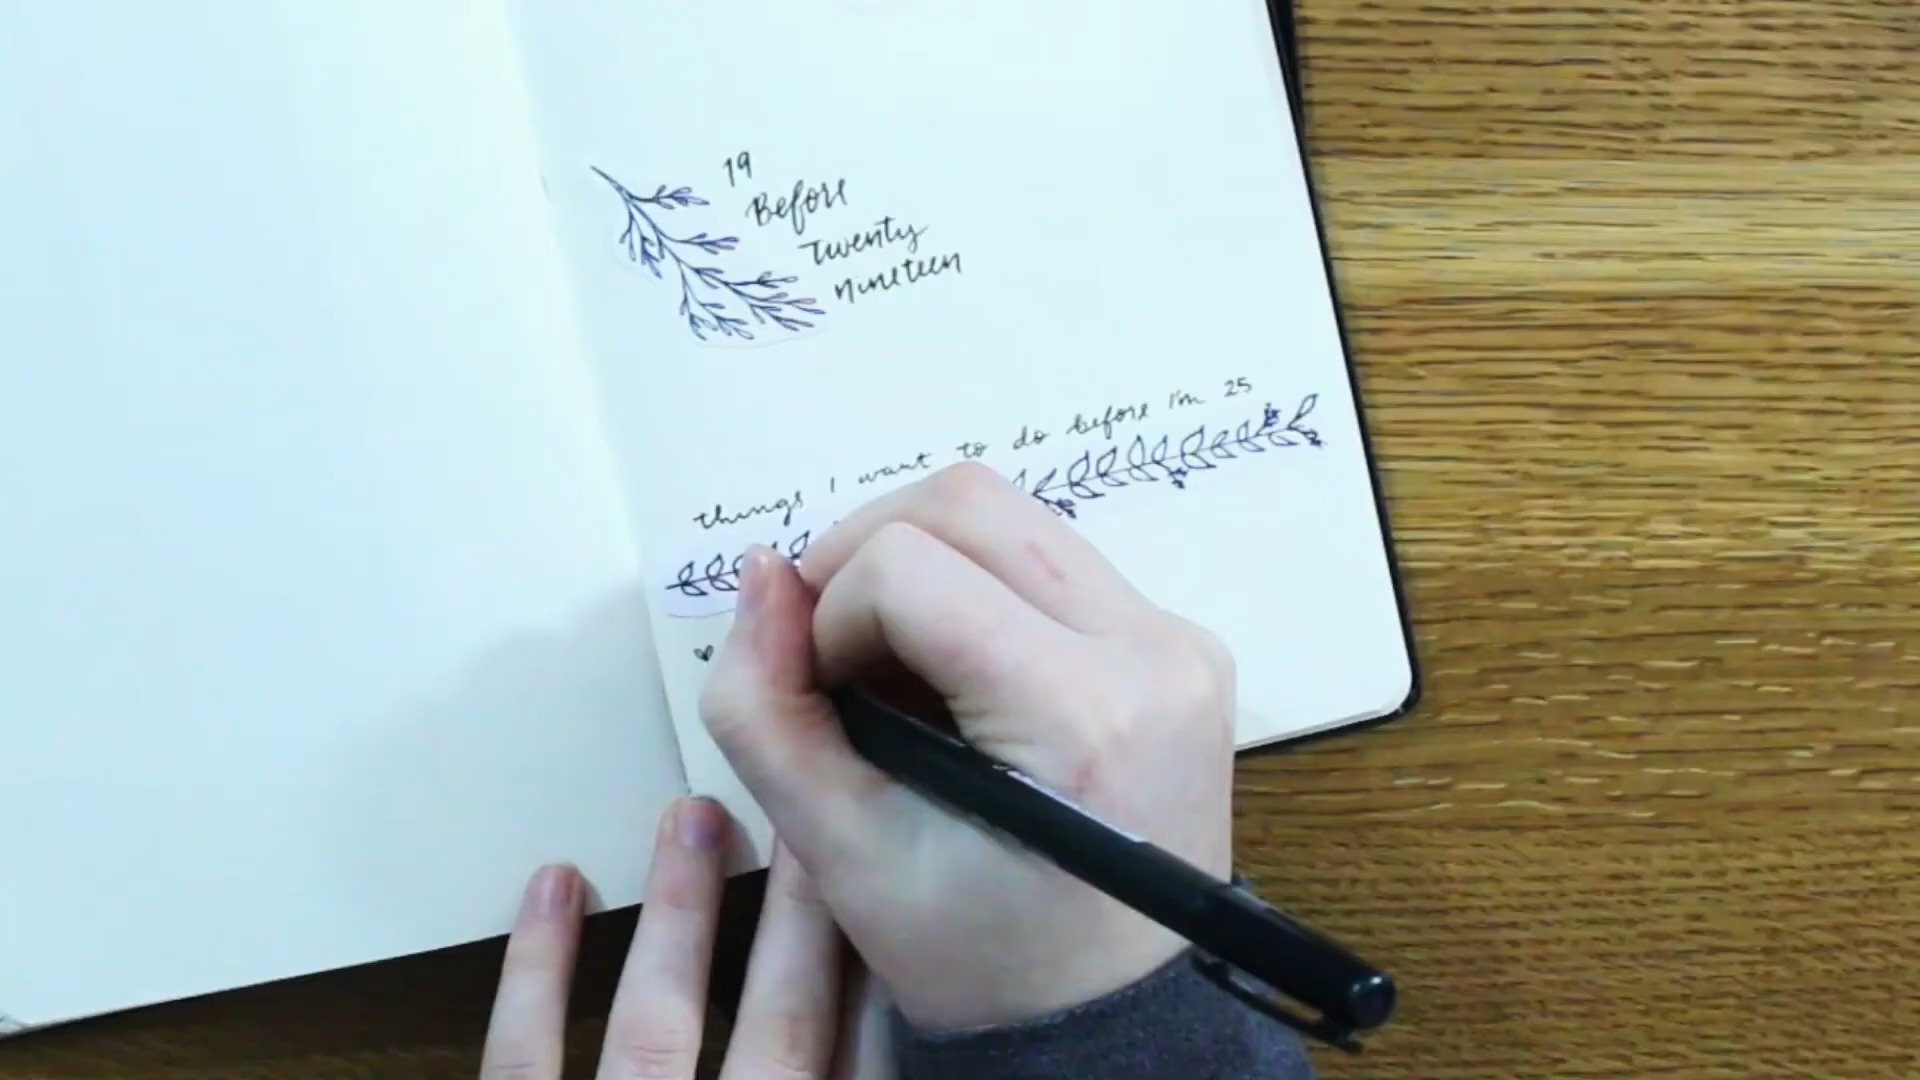 19
Before
Twenty
nineteen
things I want to do before I'm 25